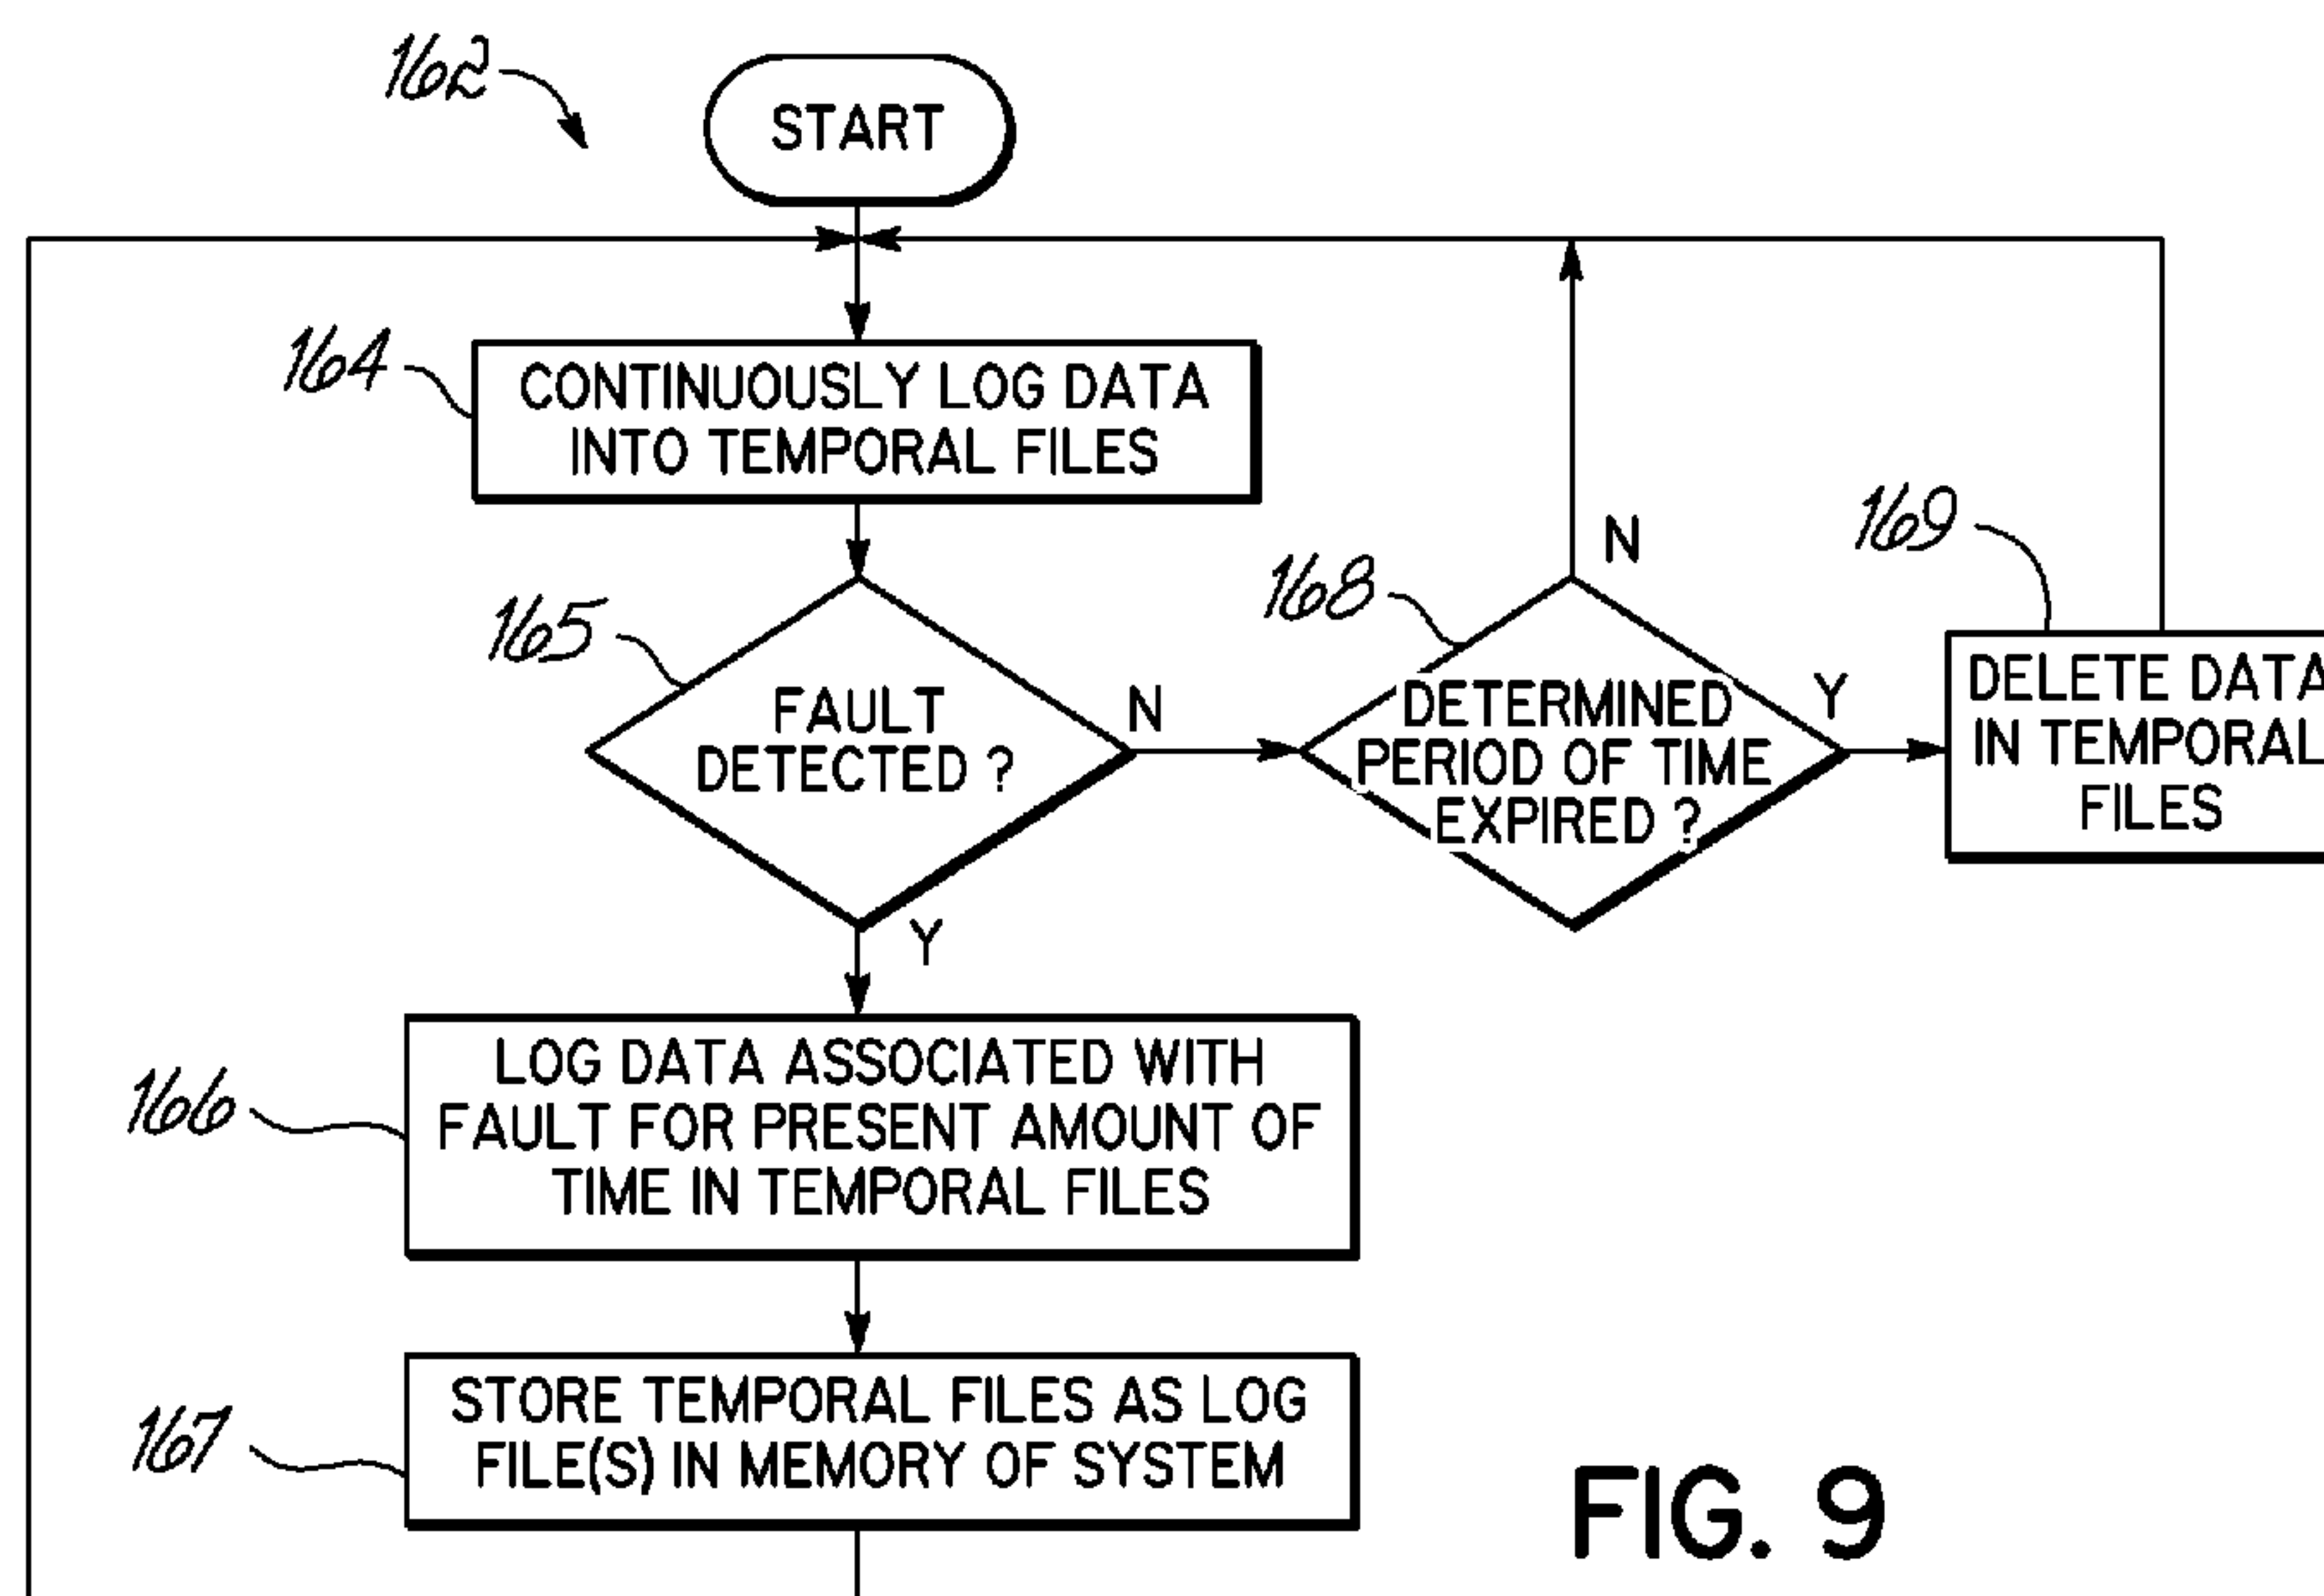 162
START
164
CONTINUOUSLY LOG DATA
INTO TEMPORAL FILES
165
FAULT
DETECTED ?
N
Y
168
DETERMINED
PERIOD OF TIME
EXPIRED ?
N
Y
169
DELETE DATA
IN TEMPORAL
FILES
166
LOG DATA ASSOCIATED WITH
FAULT FOR PRESENT AMOUNT OF
TIME IN TEMPORAL FILES
167
STORE TEMPORAL FILES AS LOG
FILE(S) IN MEMORY OF SYSTEM
FIG. 9